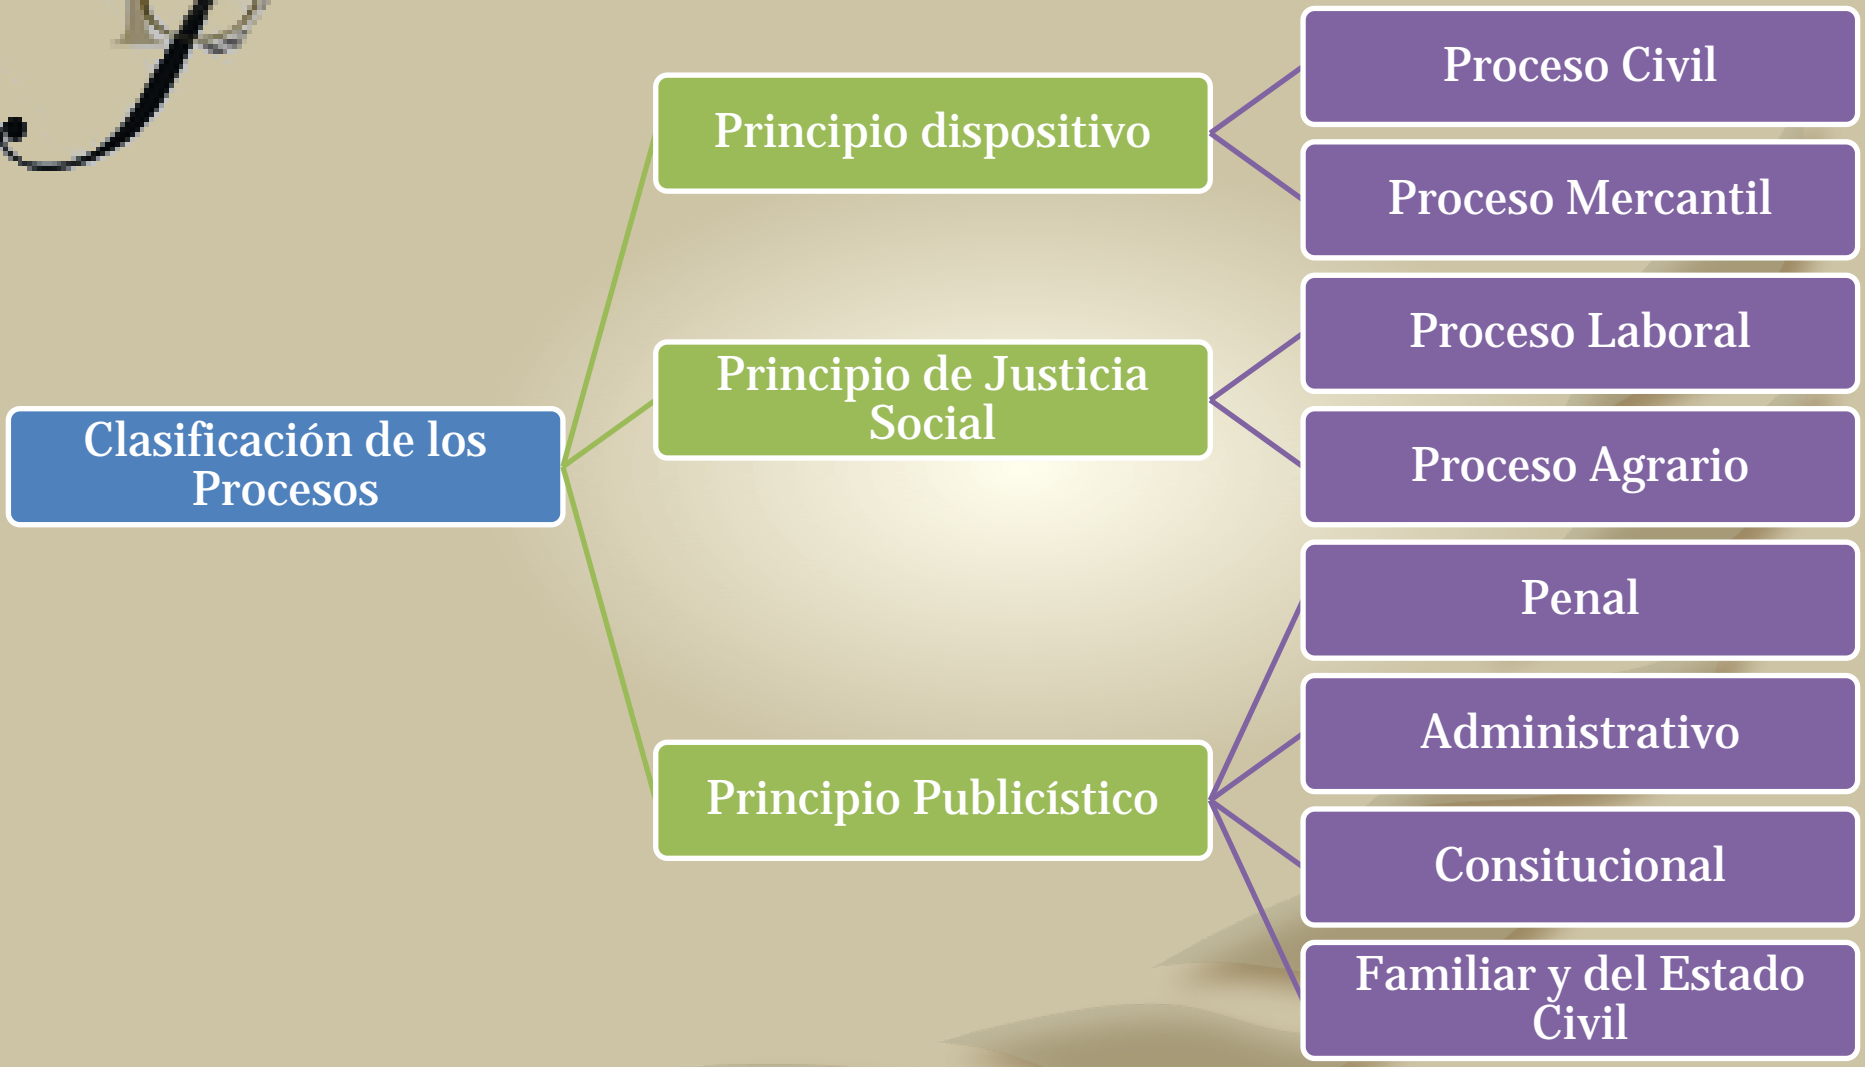 Clasificación de los
Procesos
Principio dispositivo
Proceso Civil
Proceso Mercantil
Principio de Justicia
Social
Proceso Laboral
Proceso Agrario
Principio Publicístico
Penal
Administrativo
Consitucional
Familiar y del Estado
Civil